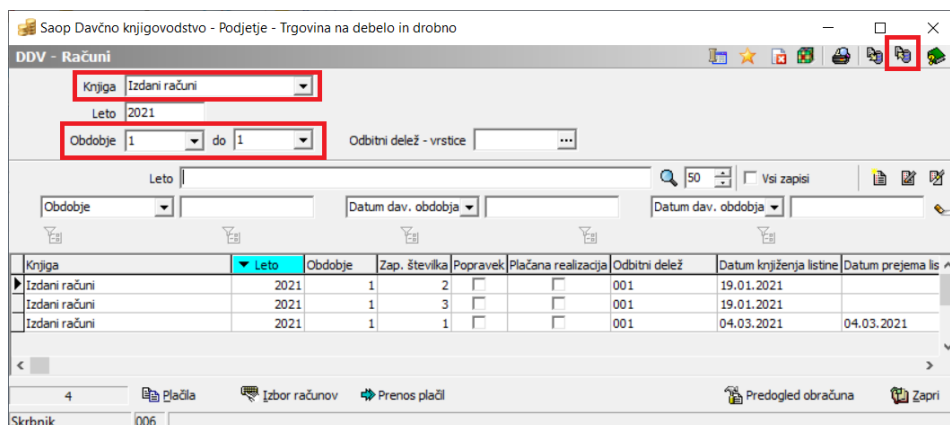 Saop Davčno knjigovodstvo - Podjetje - Trgovina na debelo in drobno
DDV - Računi
Knjiga Izdani računi
Leto 2021
Obdobje 1 do 1 Odbitni delež - vrstice ...
Leto 50 Vsi zapisi
Obdobje Datum dav. obdobja Datum dav. obdobja
Knjiga Leto Obdobje Zap. številka Popravek Plačana realizacija Odbitni delež Datum knjiženja listine Datum prejema lis
Izdani računi 2021 1 2 001 19.01.2021
Izdani računi 2021 1 3 001 19.01.2021
Izdani računi 2021 1 1 001 04.03.2021 04.03.2021
4 Plačila Izbor računov Prenos plačil Predogled obračuna Zapri
Skrbnik 006